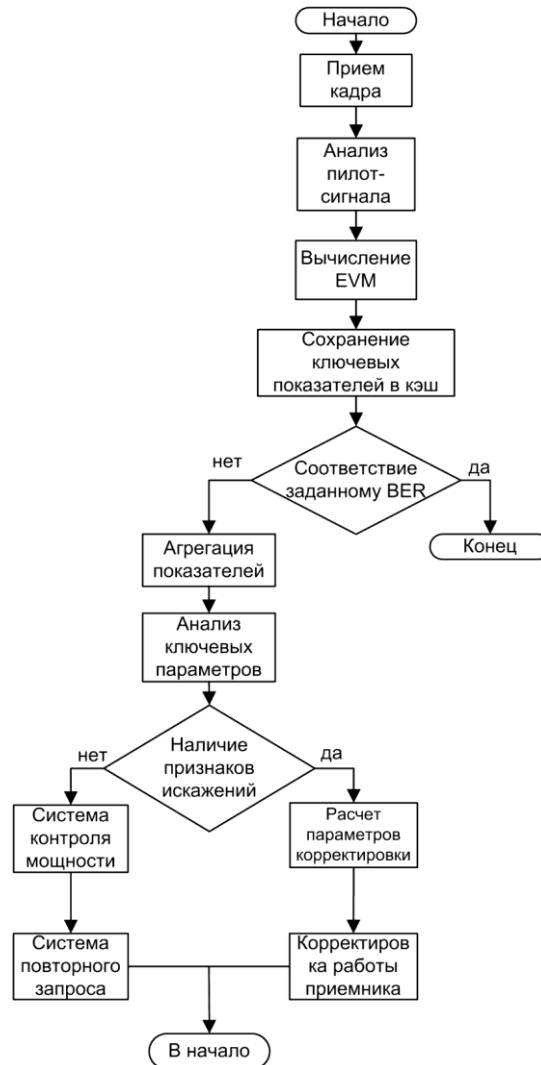 Начало
Прием
кадра
Анализ
пилот-
сигнала
Вычисление
EVM
Сохранение
ключевых
показателей в кэш
нет
Соответствие
заданному BER
да
Агрегация
показателей
Конец
Анализ
ключевых
параметров
нет
Наличие
признаков
искажений
да
Система
контроля
мощности
Расчет
параметров
корректировки
Система
повторного
запроса
Корректиров
ка работы
приемника
В начало